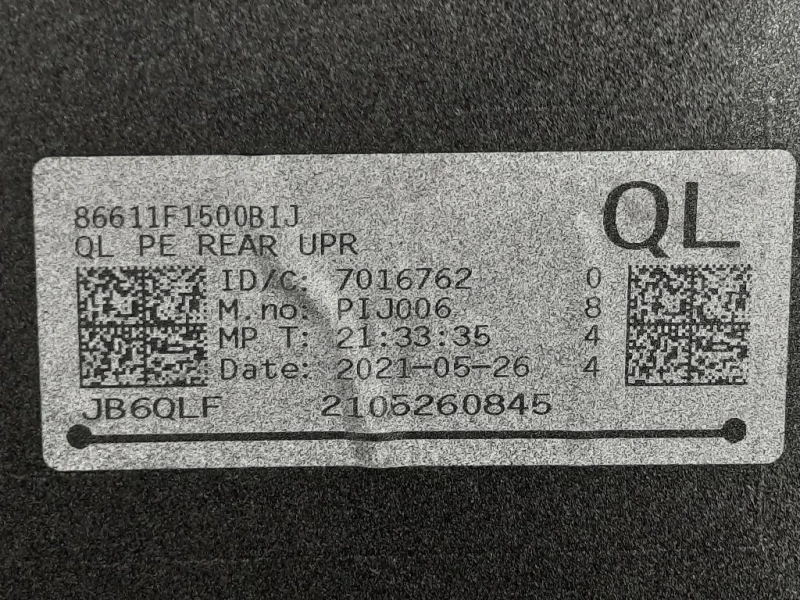 86611F1500BIJ
QL
QL PE REAR UPR
ID/C: 7016762 0
M.no: PIJ006 8
MP T: 21:33:35 4
Date: 2021-05-26 4
JB6QLF 2105260845